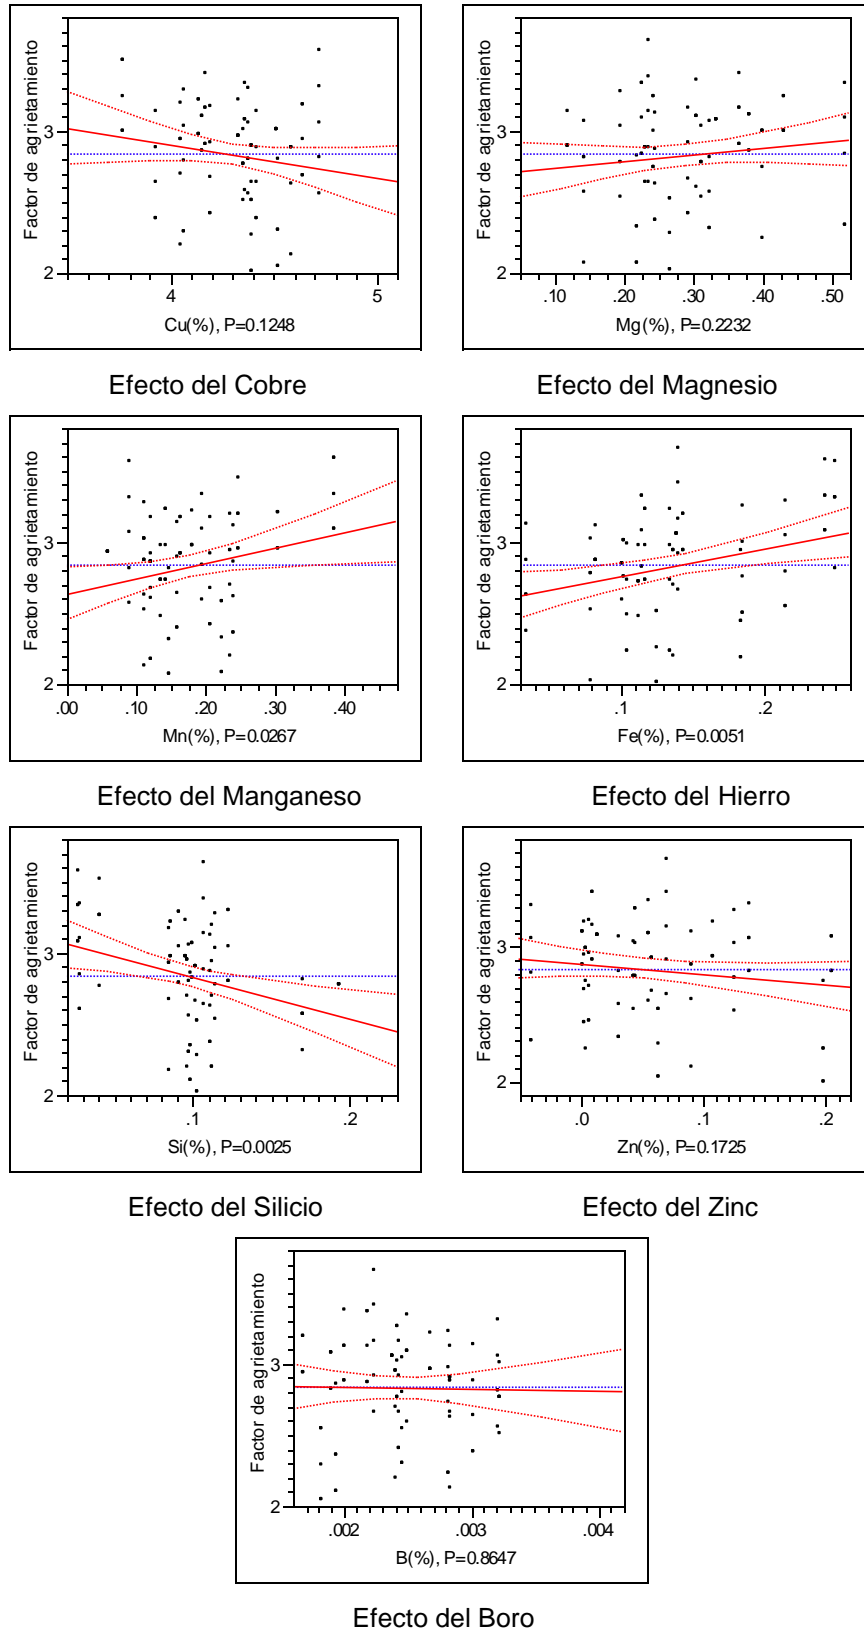 Factor de agrietamiento
3
2
4
5
Cu(%), P=0.1248
Efecto del Cobre
Factor de agrietamiento
3
2
.10
.20
.30
.40
.50
Mg(%), P=0.2232
Efecto del Magnesio
Factor de agrietamiento
3
2
.00
.10
.20
.30
.40
Mn(%), P=0.0267
Efecto del Manganeso
Factor de agrietamiento
3
2
.1
.2
Fe(%), P=0.0051
Efecto del Hierro
Factor de agrietamiento
3
2
.1
.2
Si(%), P=0.0025
Efecto del Silicio
Factor de agrietamiento
3
2
.0
.1
.2
Zn(%), P=0.1725
Efecto del Zinc
Factor de agrietamiento
3
2
.002
.003
.004
B(%), P=0.8647
Efecto del Boro